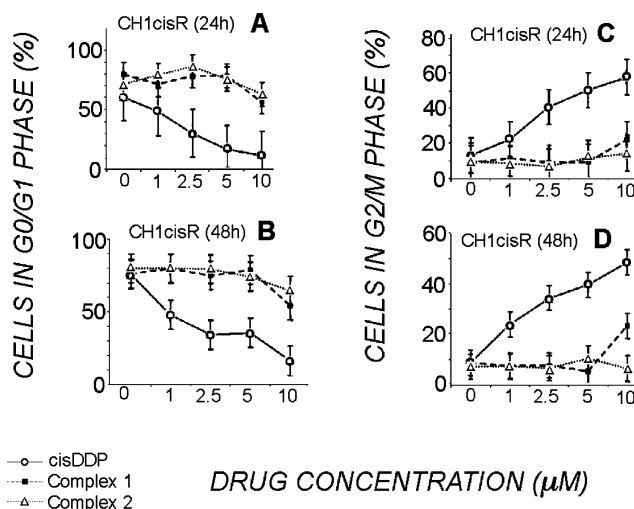 CELLS IN G0/G1 PHASE (%)
CH1cisR (24h) A
100
50
0
0 1 2.5 5 10
CH1cisR (48h) B
100
50
0
0 1 2.5 5 10
CELLS IN G2/M PHASE (%)
CH1cisR (24h) C
80
60
40
20
0
0 1 2.5 5 10
CH1cisR (48h) D
60
40
20
0
0 1 2.5 5 10
cisDDP
Complex 1
Complex 2
DRUG CONCENTRATION (µM)